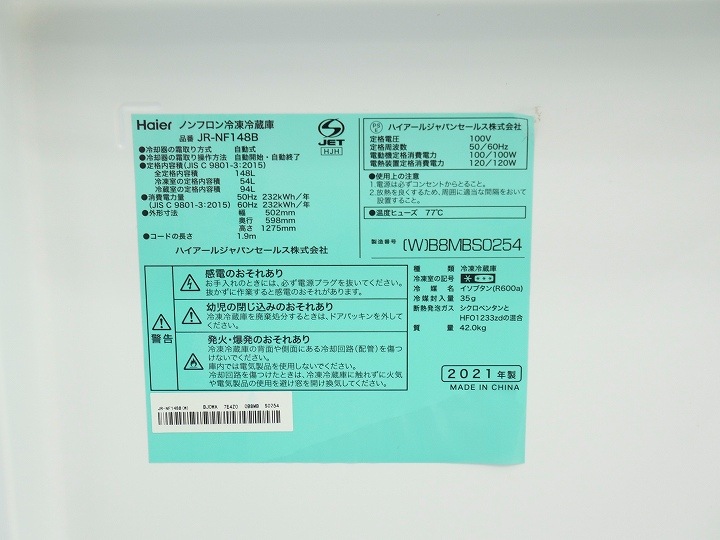 Haier ノンフロン冷凍冷蔵庫
品番 JR-NF148B
JET
HJH
●冷却器の霜取り方式 自動式
●冷却器の霜取り操作方法 自動開始・自動終了
●定格内容積(JIS C 9801-3:2015)
全定格内容積 148L
冷凍室の定格内容積 54L
冷蔵室の定格内容積 94L
●消費電力量 50Hz 232kWh/年
(JIS C 9801-3:2015) 60Hz 232kWh/年
●外形寸法 幅 502mm
奥行 598mm
高さ 1275mm
●コードの長さ 1.9m
ハイアールジャパンセールス株式会社
PS
E
ハイアールジャパンセールス株式会社
定格電圧 100V
定格周波数 50/60Hz
電動機定格消費電力 100/100W
電熱装置定格消費電力 120/120W
●使用上の注意
1.電源は必ずコンセントからとること。
2.放熱を良くするため、周囲に適当な間隔をおいて
設置すること。
●温度ヒューズ 77℃
製造番号 (W)B8MBS0254
警告
感電のおそれあり
お手入れのときには、必ず電源プラグを抜いてください。
抜かずに作業すると感電のおそれがあります。
幼児の閉じ込みのおそれあり
冷凍冷蔵庫を廃棄処分するときは、ドアパッキンを外して
ください。
発火・爆発のおそれあり
冷凍冷蔵庫の背面や側面にある冷却回路(配管)を傷つ
けないでください。
庫内では電気製品を使用しないでください。
冷却回路を傷つけたときは、冷凍冷蔵庫に触れずに火気
や電気製品の使用を避け窓を開け換気してください。
種類 冷凍冷蔵庫
冷凍室の記号
冷媒名 イソブタン(R600a)
冷媒封入量 35g
断熱発泡ガス シクロペンタンと
HFO1233zdの混合
質量 42.0kg
2021年製
MADE IN CHINA
JR-NF148B(W) BJ0MA 7E4Z0 0B8MB S0254